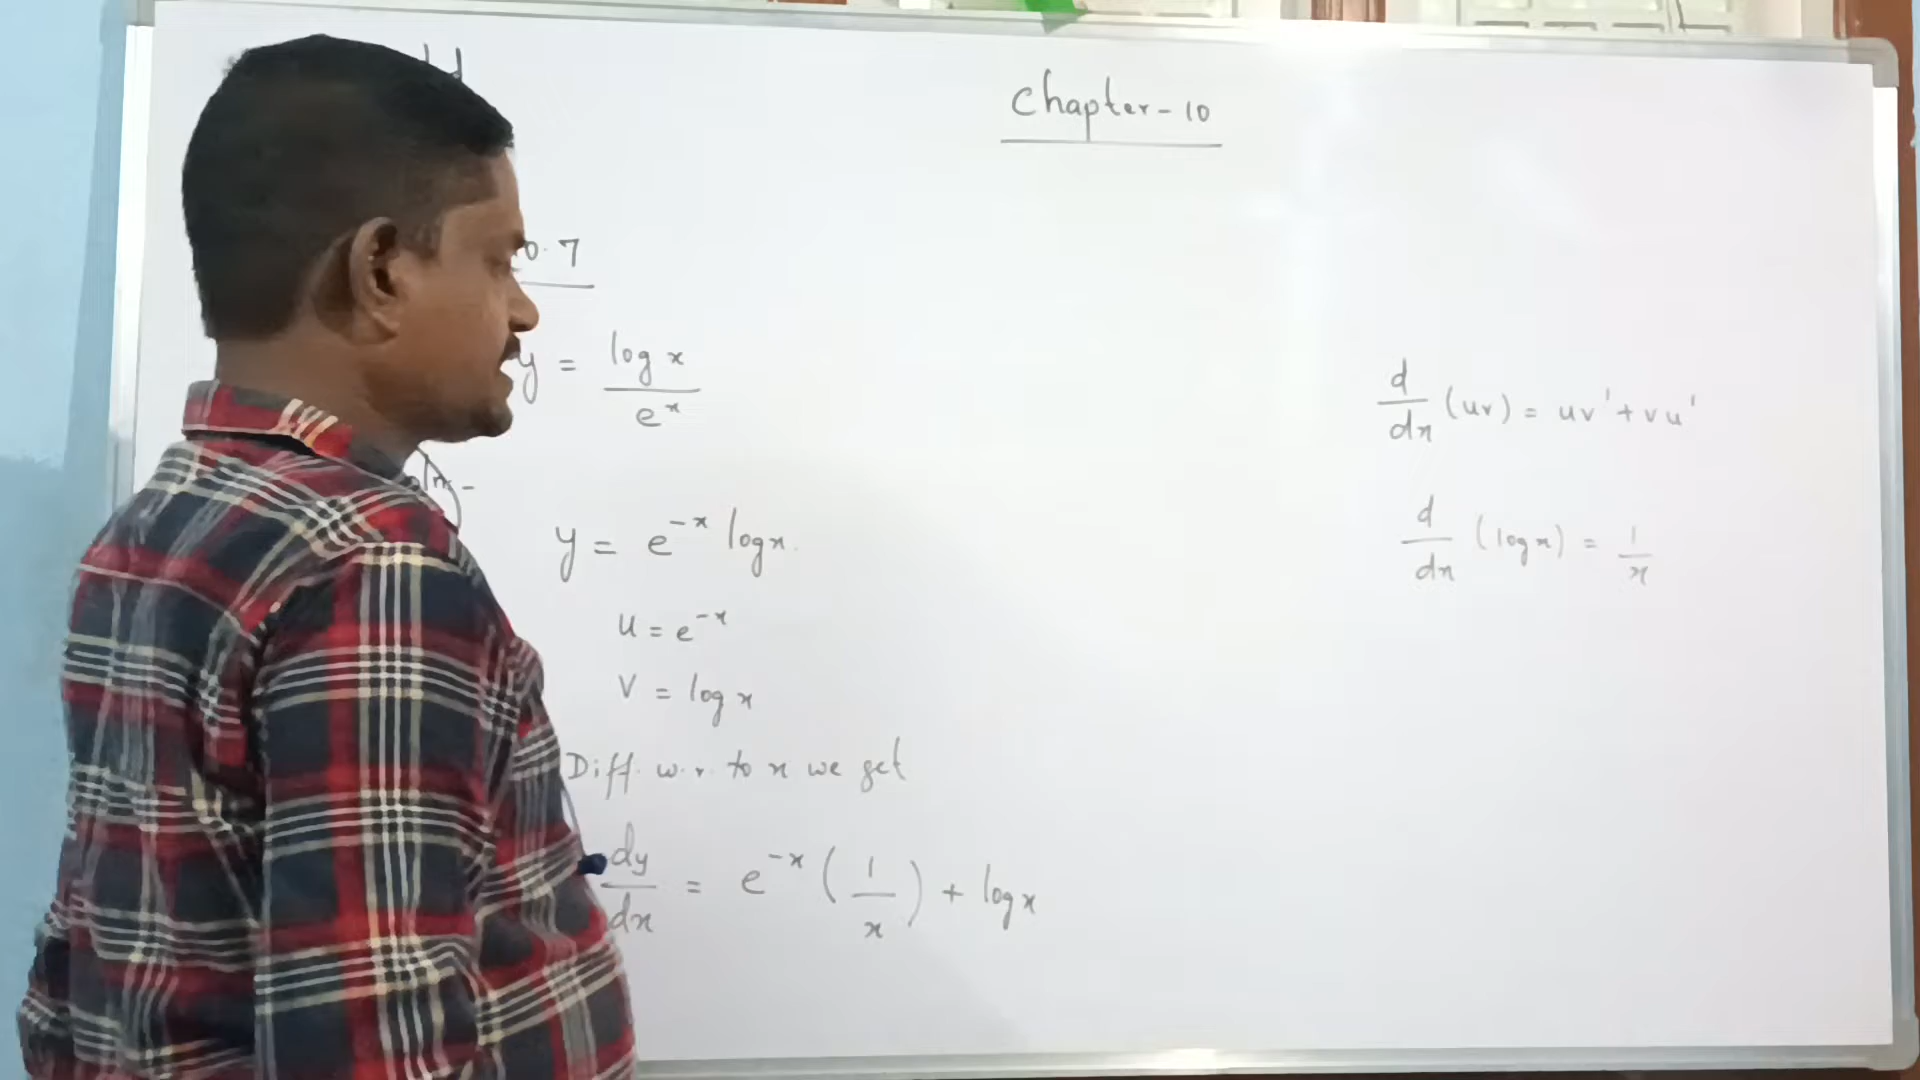 Chapter-10
0.7
y = log x / e^x
oln -
y = e^-x log x.
u = e^-x
v = log x
Diff. w.r. to x we get
dy/dx = e^-x (1/x) + log x
d/dx (uv) = uv' + vu'
d/dx (log x) = 1/x